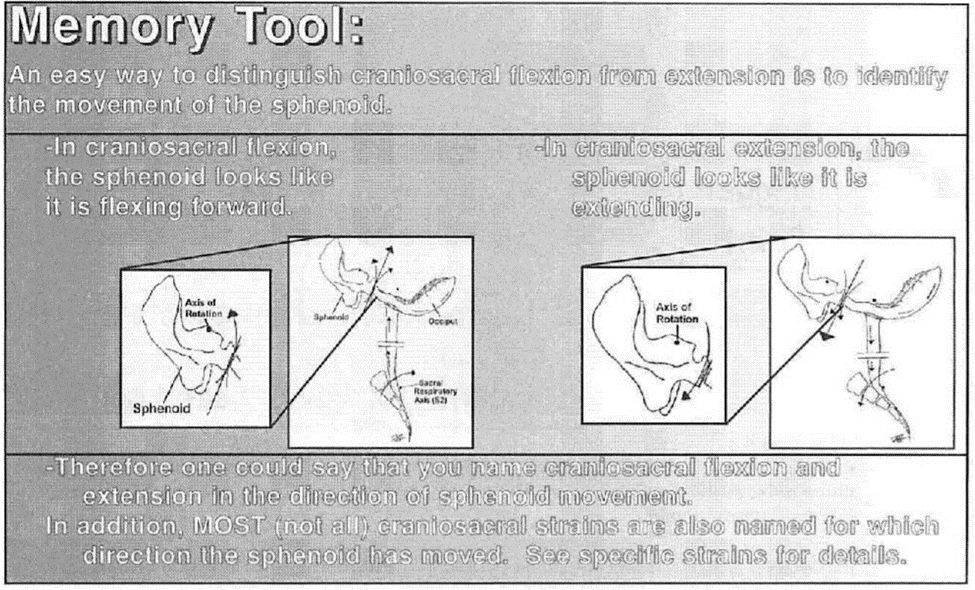 Memory Tool:
An easy way to distinguish craniosacral flexion from extension is to identify
the movement of the sphenoid.
-In craniosacral flexion,
the sphenoid looks like
it is flexing forward.
-In craniosacral extension, the
sphenoid looks like it is
extending.
Axis of
Rotation
Sphenoid
Sphenoid
Occiput
Sacral
Respiratory
Axis (S2)
Axis of
Rotation
-Therefore one could say that you name craniosacral flexion and
extension in the direction of sphenoid movement.
In addition, MOST (not all) craniosacral strains are also named for which
direction the sphenoid has moved. See specific strains for details.